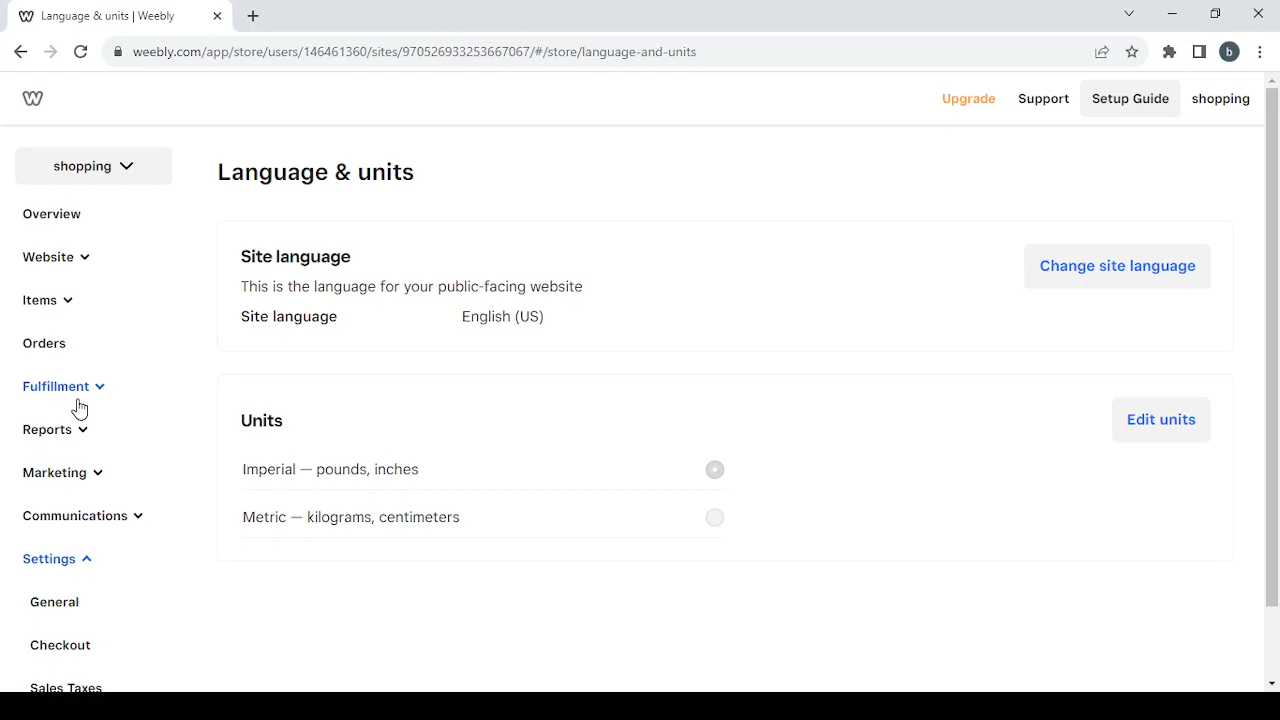 Language & units | Weebly
weebly.com/app/store/users/146461360/sites/970526933253667067/#/store/language-and-units
b
Upgrade
Support
Setup Guide
shopping
shopping
Overview
Website
Items
Orders
Fulfillment
Reports
Marketing
Communications
Settings
General
Checkout
Sales Taxes
Language & units
Site language
Change site language
This is the language for your public-facing website
Site language English (US)
Units
Edit units
Imperial — pounds, inches
Metric — kilograms, centimeters